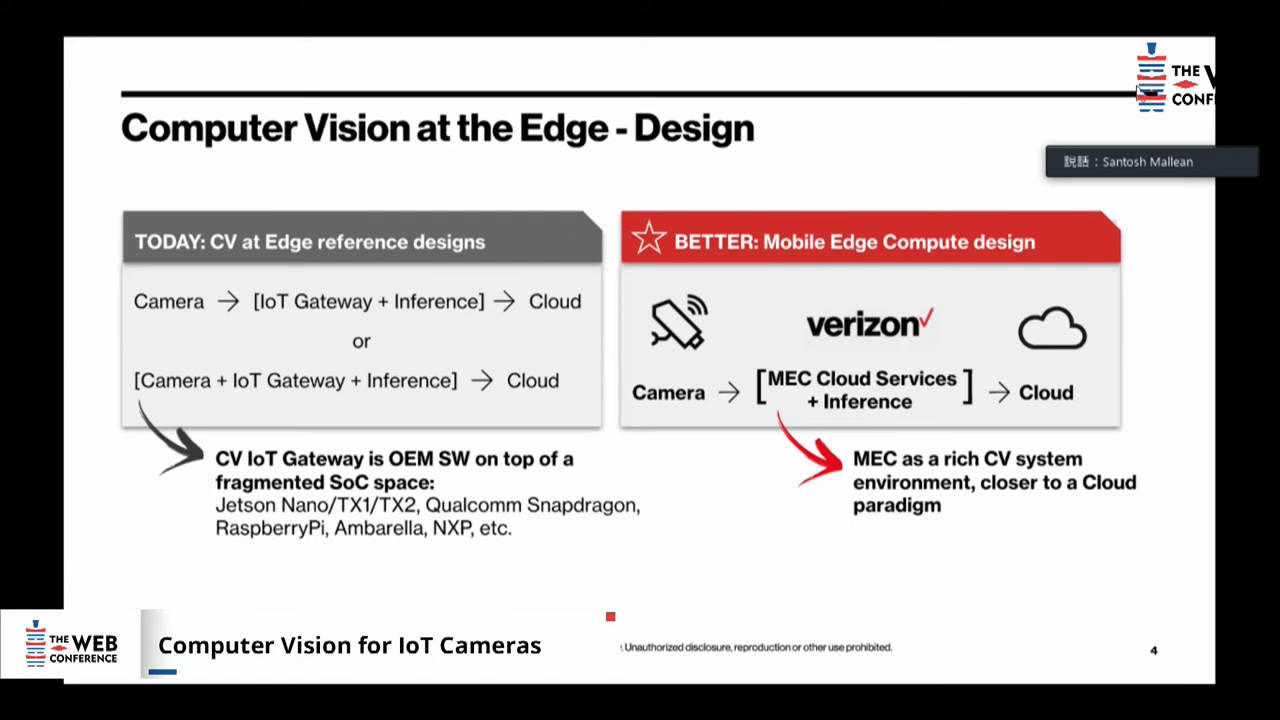 THE W
CONF
Computer Vision at the Edge - Design
説話：Santosh Mallean
TODAY: CV at Edge reference designs
Camera → [IoT Gateway + Inference] → Cloud
or
[Camera + IoT Gateway + Inference] → Cloud
CV IoT Gateway is OEM SW on top of a
fragmented SoC space:
Jetson Nano/TX1/TX2, Qualcomm Snapdragon,
RaspberryPi, Ambarella, NXP, etc.
BETTER: Mobile Edge Compute design
verizon✓
Camera → [MEC Cloud Services
+ Inference] → Cloud
MEC as a rich CV system
environment, closer to a Cloud
paradigm
THE WEB
CONFERENCE
Computer Vision for IoT Cameras
. Unauthorized disclosure, reproduction or other use prohibited.
4